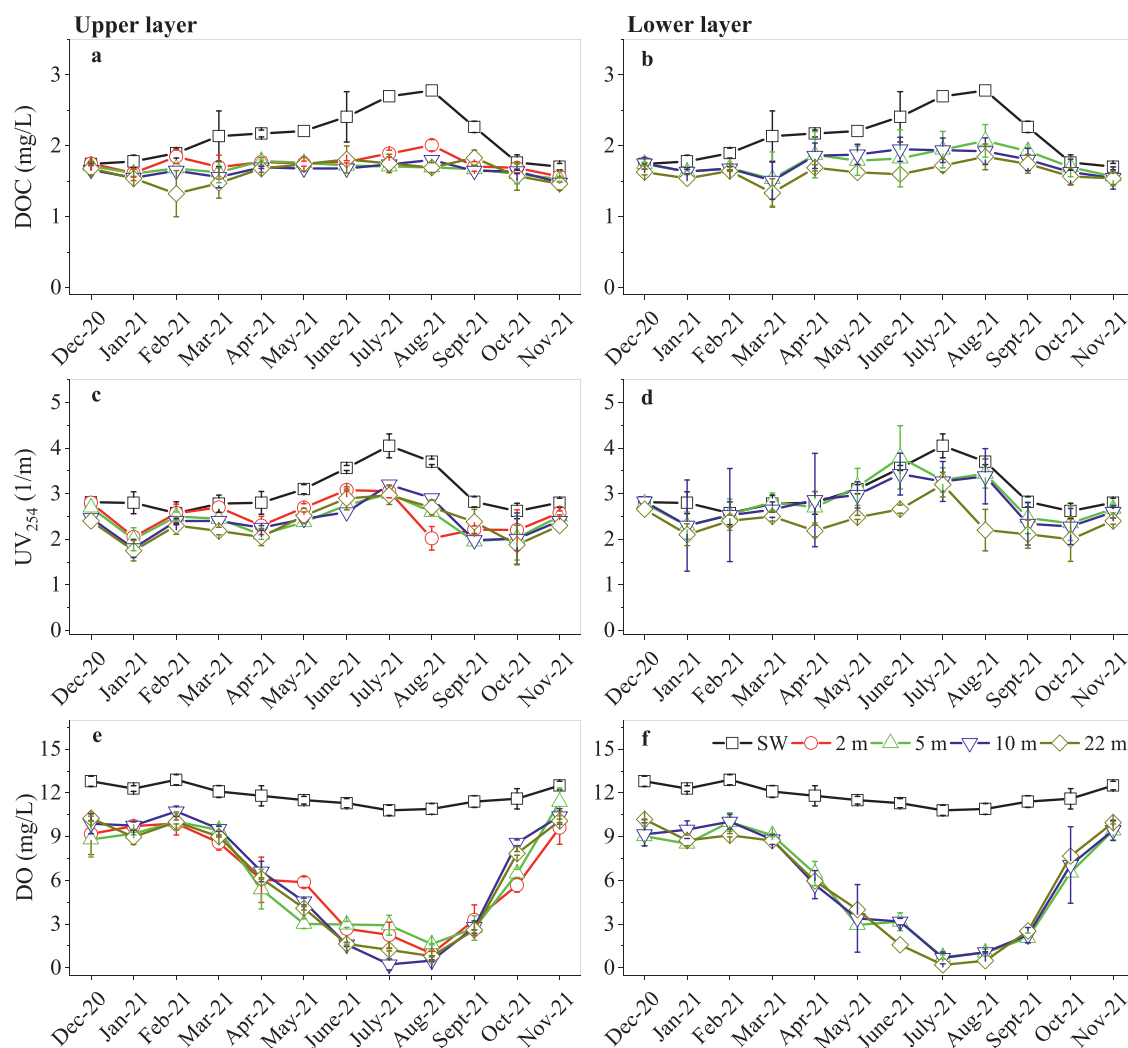 Upper layer
Lower layer
a
b
DOC (mg/L)
3
2
1
0
3
2
1
0
Dec-20 Jan-21 Feb-21 Mar-21 Apr-21 May-21 June-21 July-21 Aug-21 Sept-21 Oct-21 Nov-21
Dec-20 Jan-21 Feb-21 Mar-21 Apr-21 May-21 June-21 July-21 Aug-21 Sept-21 Oct-21 Nov-21
c
d
UV254 (1/m)
5
4
3
2
1
0
5
4
3
2
1
0
Dec-20 Jan-21 Feb-21 Mar-21 Apr-21 May-21 June-21 July-21 Aug-21 Sept-21 Oct-21 Nov-21
Dec-20 Jan-21 Feb-21 Mar-21 Apr-21 May-21 June-21 July-21 Aug-21 Sept-21 Oct-21 Nov-21
e
f
SW 2 m 5 m 10 m 22 m
DO (mg/L)
15
12
9
6
3
0
15
12
9
6
3
0
Dec-20 Jan-21 Feb-21 Mar-21 Apr-21 May-21 June-21 July-21 Aug-21 Sept-21 Oct-21 Nov-21
Dec-20 Jan-21 Feb-21 Mar-21 Apr-21 May-21 June-21 July-21 Aug-21 Sept-21 Oct-21 Nov-21